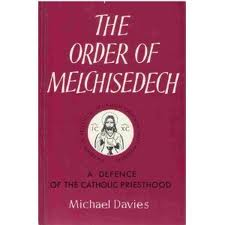 THE
ORDER OF
MELCHISEDECH
IC XC
A DEFENCE
OF THE CATHOLIC PRIESTHOOD
Michael Davies